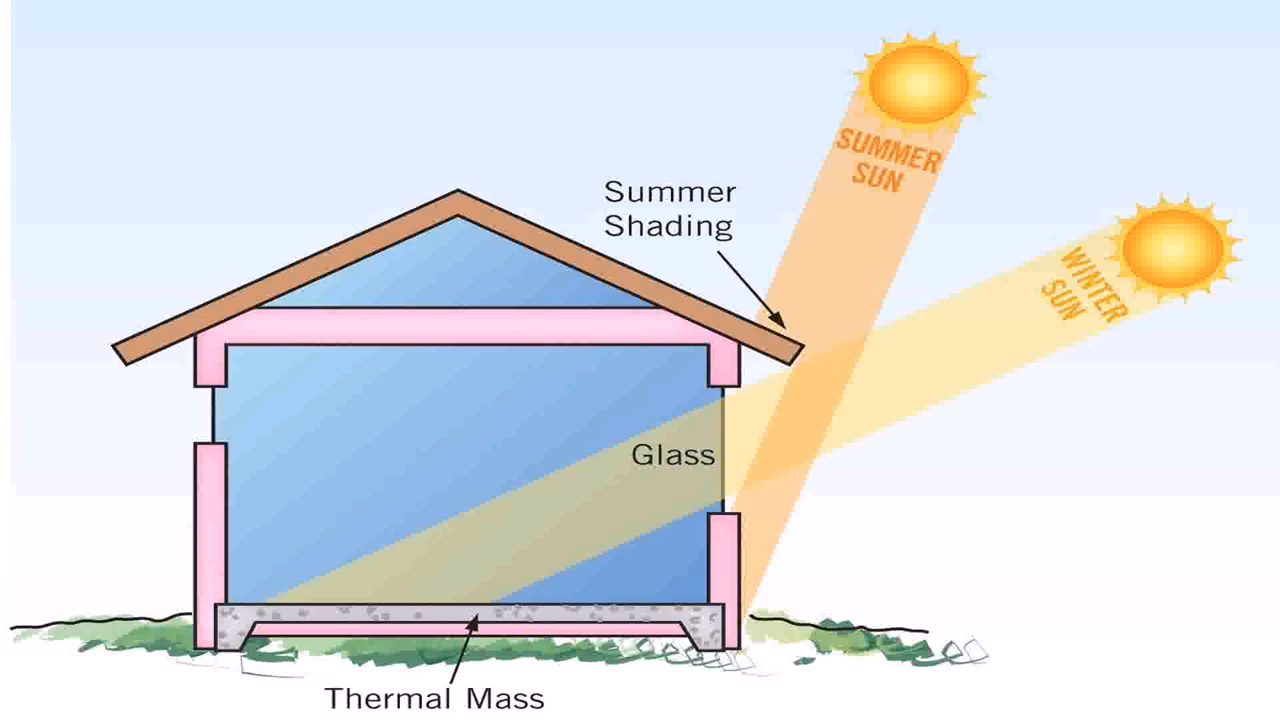 SUMMER
SUN
Summer
Shading
WINTER
SUN
Glass
Thermal Mass